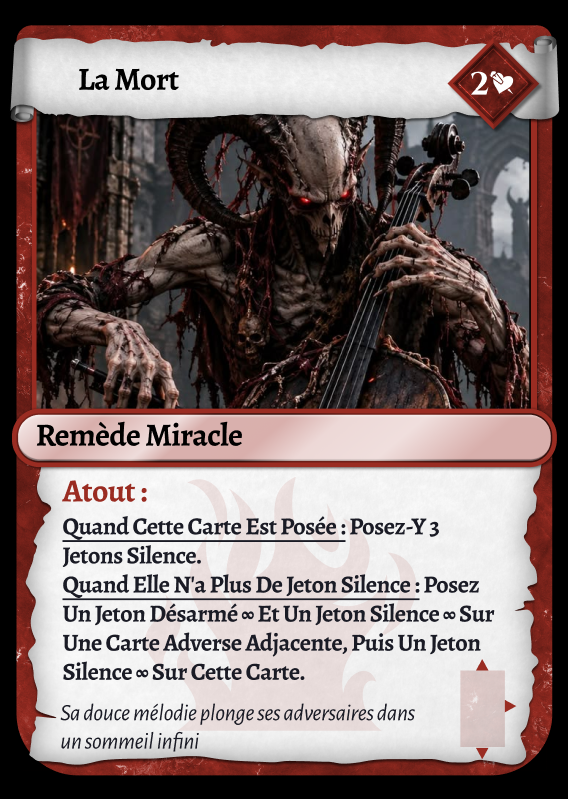 La Mort
2
Remède Miracle
Atout :
Quand Cette Carte Est Posée : Posez-Y 3
Jetons Silence.
Quand Elle N'a Plus De Jeton Silence : Posez
Un Jeton Désarmé ∞ Et Un Jeton Silence ∞ Sur
Une Carte Adverse Adjacente, Puis Un Jeton
Silence ∞ Sur Cette Carte.
Sa douce mélodie plonge ses adversaires dans
un sommeil infini